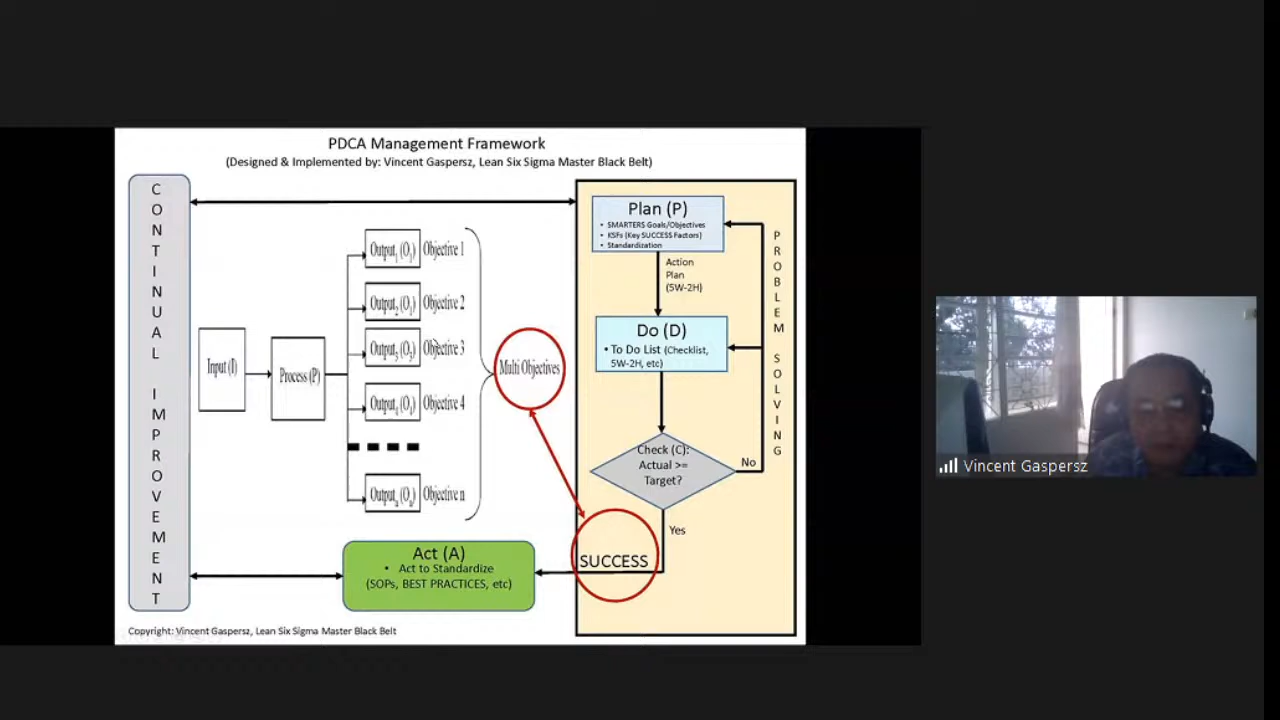 PDCA Management Framework
(Designed & Implemented by: Vincent Gaspersz, Lean Six Sigma Master Black Belt)
CONTINUAL IMPROVEMENT
Input (I)
Process (P)
Output₁ (O₁) Objective 1
Output₂ (O₂) Objective 2
Output₃ (O₃) Objective 3
Output₄ (O₄) Objective 4
Outputₙ (Oₙ) Objective n
Multi Objectives
Plan (P)
• SMARTERS Goals/Objectives
• KSFs (Key SUCCESS Factors)
• Standardization
Action
Plan
(5W-2H)
Do (D)
• To Do List (Checklist,
5W-2H, etc)
Check (C):
Actual >=
Target?
No
Yes
PROBLEM SOLVING
SUCCESS
Act (A)
• Act to Standardize
(SOPs, BEST PRACTICES, etc)
Copyright: Vincent Gaspersz, Lean Six Sigma Master Black Belt
Vincent Gaspersz